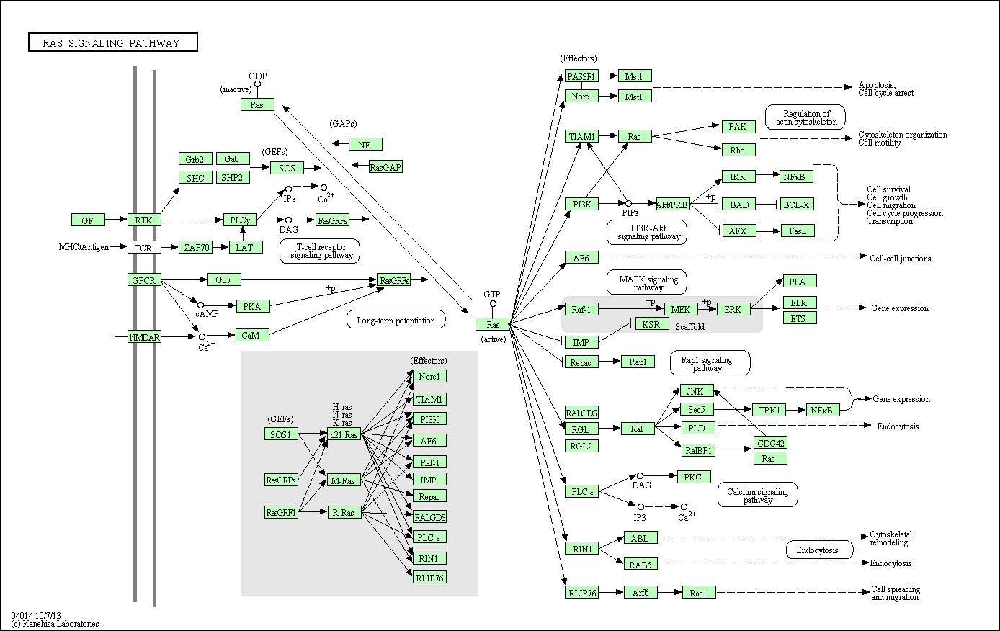 RAS SIGNALING PATHWAY
GDP
(inactive)
Ras
(GAPs)
NF1
RasGAP
(GEFs)
Grb2
Gab
SOS
SHC
SHP2
IP3
Ca2+
GF
RTK
PLCγ
DAG
RasGRPs
MHC/Antigen
TCR
ZAP70
LAT
T-cell receptor
signaling pathway
GPCR
Gβγ
RasGRFs
+p
cAMP
PKA
Long-term potentiation
NMDAR
Ca2+
CaM
GTP
Ras
(active)
(Effectors)
RASSF1
Mst1
Nore1
Mst1
Apoptosis,
Cell-cycle arrest
Regulation of
actin cytoskeleton
TIAM1
Rac
PAK
Rho
Cytoskeleton organization
Cell motility
IKK
NFκB
PI3K
PIP3
Akt/PKB
+p
BAD
BCL-X
AFX
FasL
Cell survival
Cell growth
Cell migration
Cell cycle progression
Transcription
PI3K-Akt
signaling pathway
AF6
Cell-cell junctions
MAPK signaling
pathway
PLA
Raf-1
+p
MEK
+p
ERK
ELK
ETS
Gene expression
KSR
Scaffold
IMP
Repac
Rap1
Rap1 signaling
pathway
JNK
Gene expression
RALGDS
Sec5
TBK1
NFκB
RGL
Ral
PLD
Endocytosis
RGL2
RalBP1
CDC42
Rac
PLC ε
DAG
PKC
IP3
Ca2+
Calcium signaling
pathway
RIN1
ABL
Cytoskeletal
remodeling
Endocytosis
RAB5
Endocytosis
RLIP76
Arf6
Rac1
Cell spreading
and migration
(Effectors)
Nore1
TIAM1
PI3K
AF6
Raf-1
IMP
Repac
RALGDS
PLC ε
RIN1
RLIP76
(GEFs)
SOS1
RasGRPs
RasGRF1
H-ras
N-ras
K-ras
p21 Ras
M-Ras
R-Ras
04014 10/7/13
(c) Kanehisa Laboratories